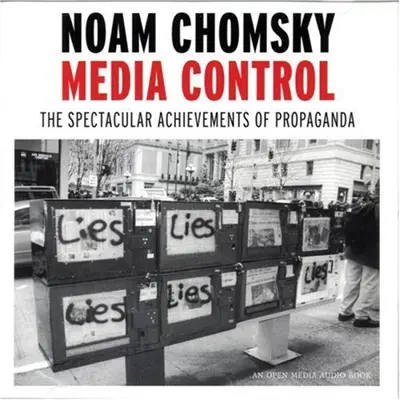 NOAM CHOMSKY
MEDIA CONTROL
THE SPECTACULAR ACHIEVEMENTS OF PROPAGANDA
Lies Lies
Lies Lies Lies
AN OPEN MEDIA AUDIO BOOK